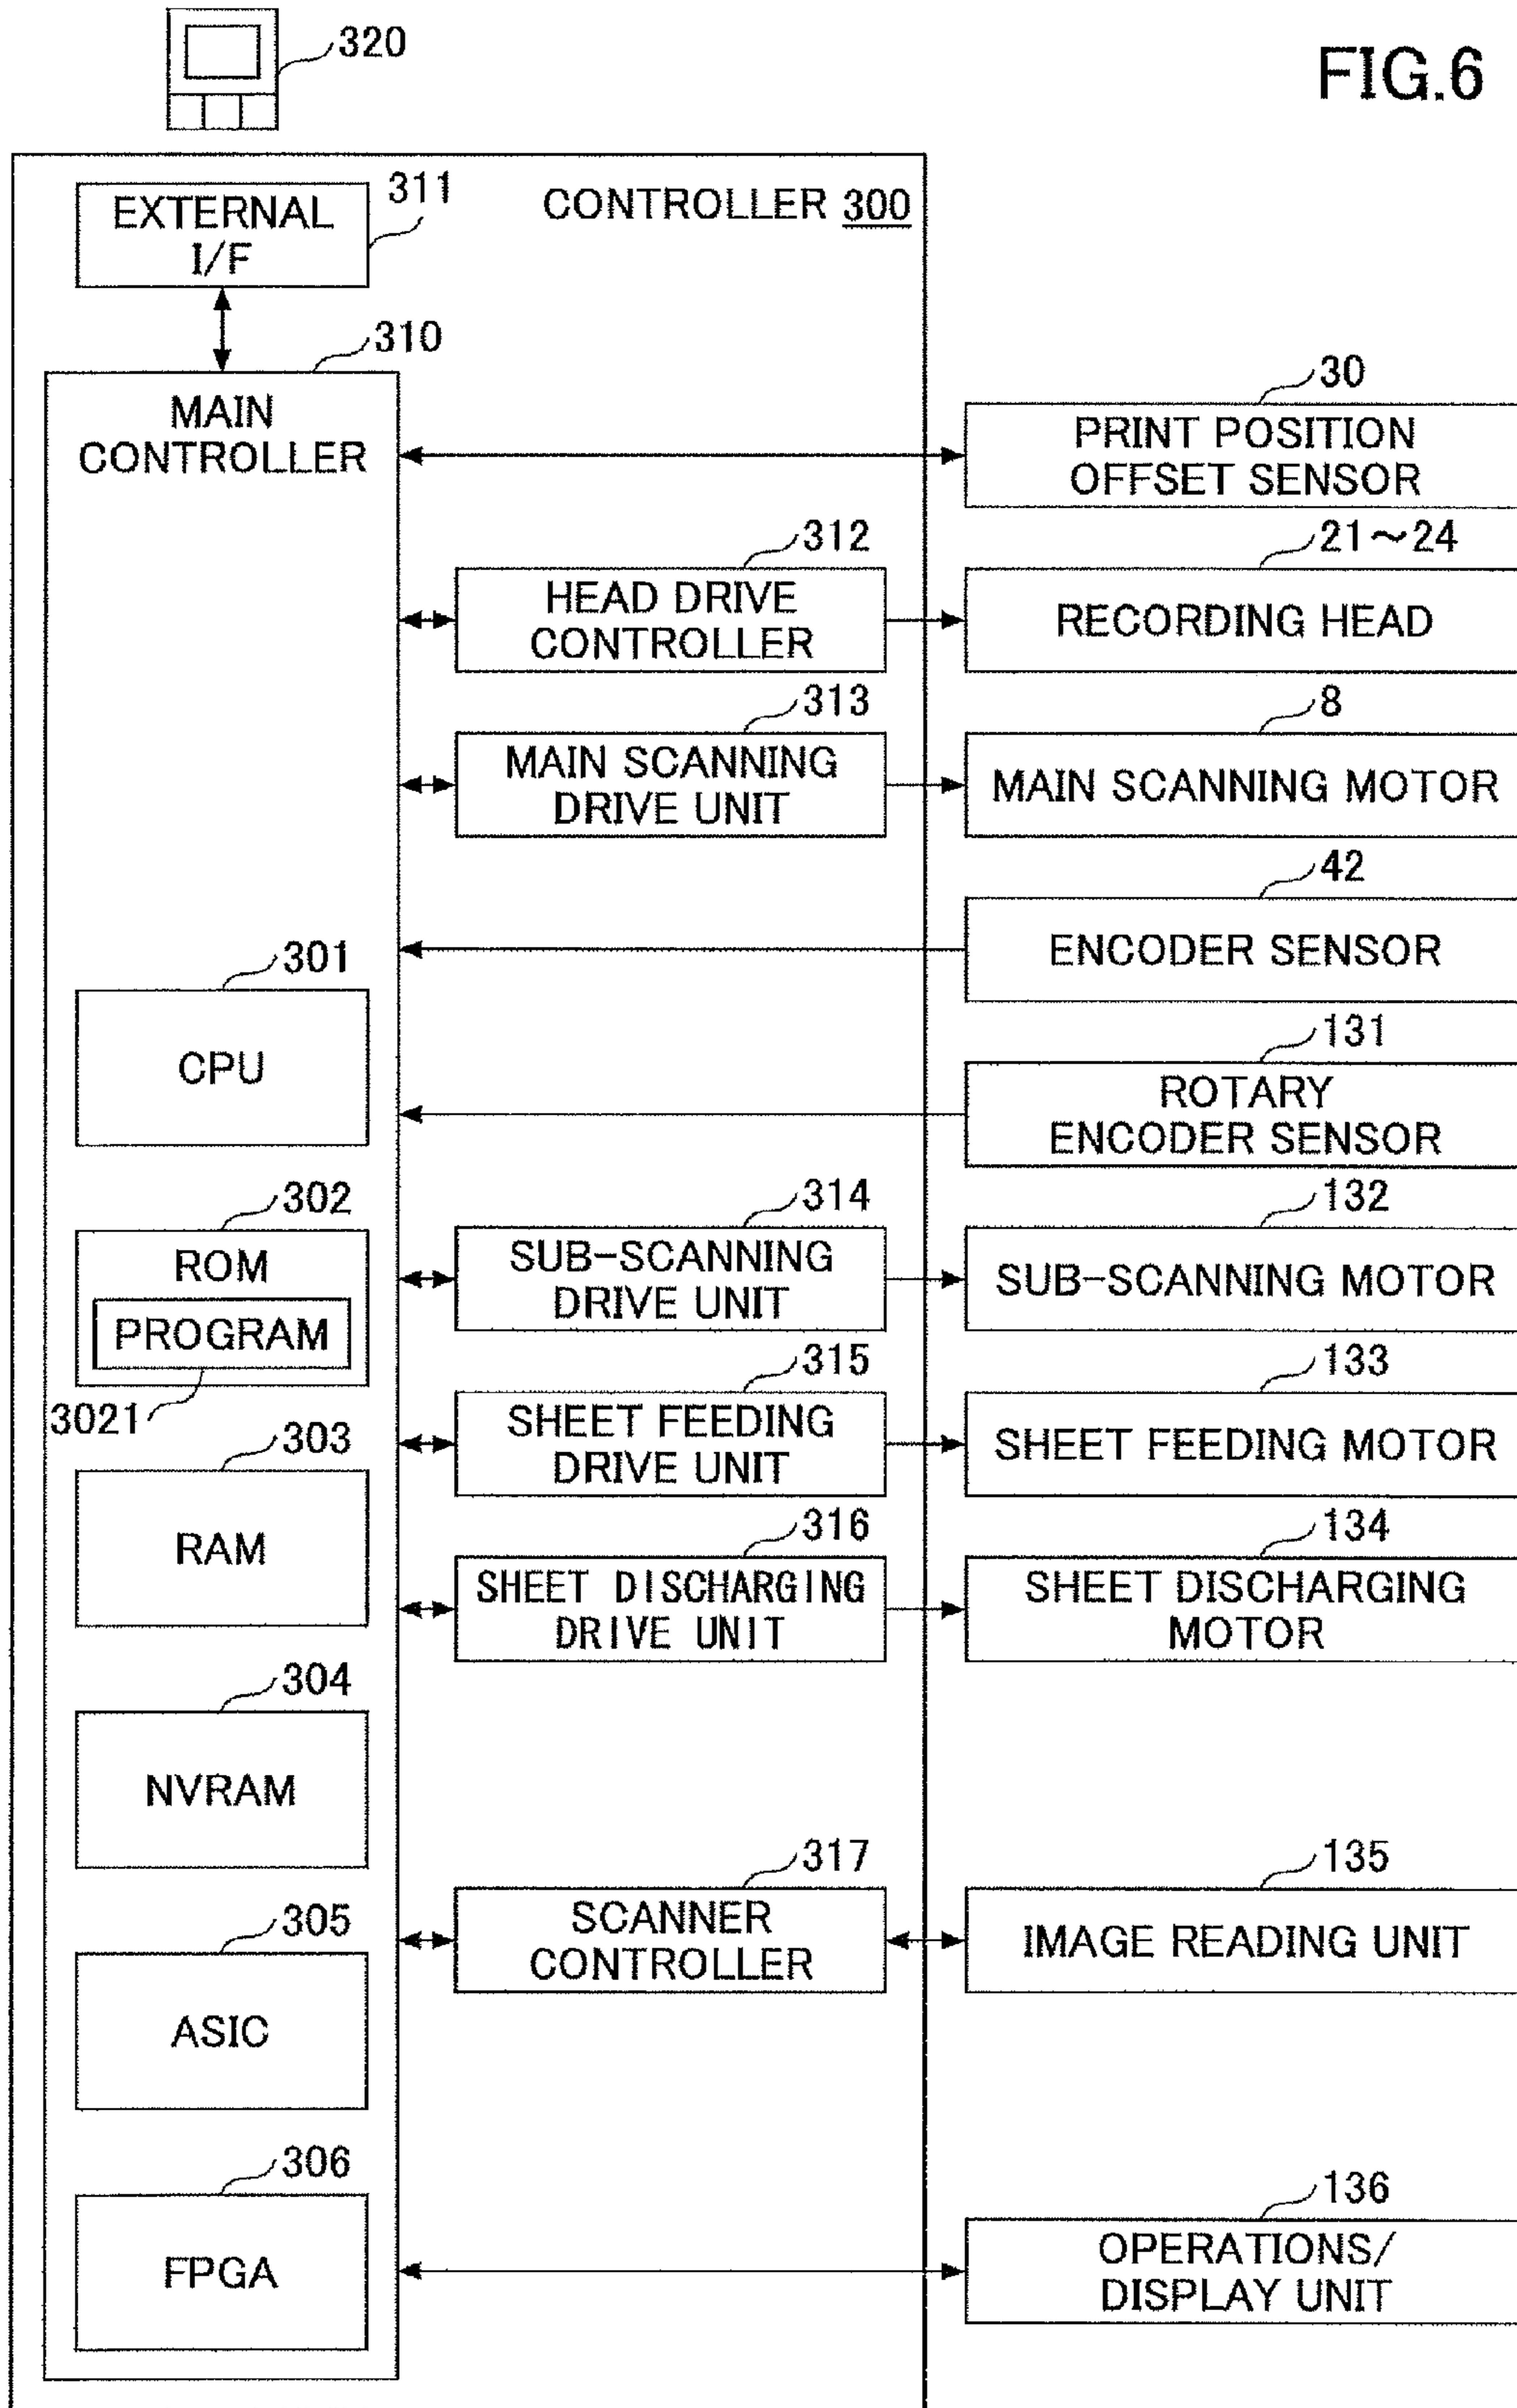 FIG.6
320
EXTERNAL
I/F
311
CONTROLLER 300
310
MAIN
CONTROLLER
30
PRINT POSITION
OFFSET SENSOR
312
HEAD DRIVE
CONTROLLER
21~24
RECORDING HEAD
313
MAIN SCANNING
DRIVE UNIT
8
MAIN SCANNING MOTOR
42
ENCODER SENSOR
301
CPU
131
ROTARY
ENCODER SENSOR
302
ROM
PROGRAM
3021
314
SUB-SCANNING
DRIVE UNIT
132
SUB-SCANNING MOTOR
315
SHEET FEEDING
DRIVE UNIT
133
SHEET FEEDING MOTOR
303
RAM
316
SHEET DISCHARGING
DRIVE UNIT
134
SHEET DISCHARGING
MOTOR
304
NVRAM
317
SCANNER
CONTROLLER
135
IMAGE READING UNIT
305
ASIC
306
FPGA
136
OPERATIONS/
DISPLAY UNIT